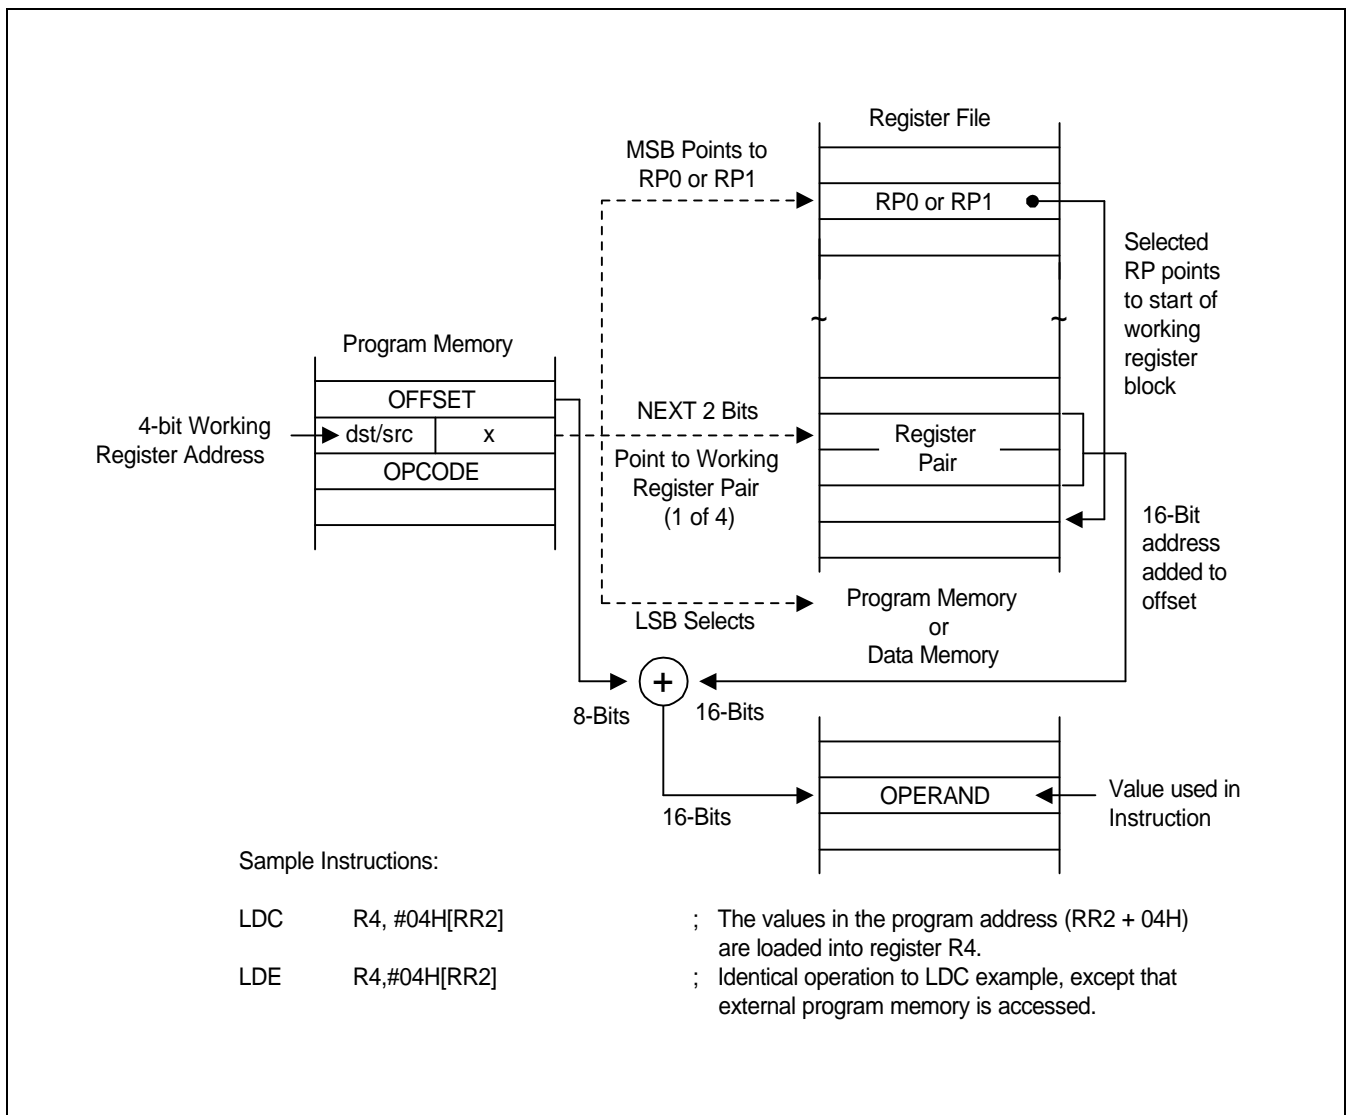 Register File
MSB Points to
RP0 or RP1
RP0 or RP1
Selected
RP points
to start of
working
register
block
Program Memory
OFFSET
4-bit Working
Register Address
dst/src
x
OPCODE
NEXT 2 Bits
Point to Working
Register Pair
(1 of 4)
Register
Pair
16-Bit
address
added to
offset
LSB Selects
Program Memory
or
Data Memory
+
8-Bits
16-Bits
16-Bits
OPERAND
Value used in
Instruction
Sample Instructions:
LDC R4, #04H[RR2] ; The values in the program address (RR2 + 04H)
are loaded into register R4.
LDE R4,#04H[RR2] ; Identical operation to LDC example, except that
external program memory is accessed.